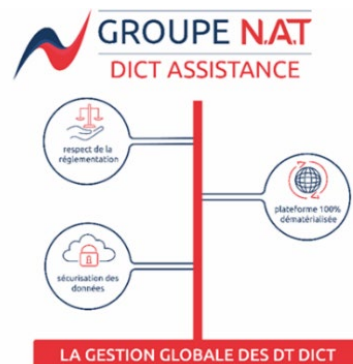 GROUPE N.A.T
DICT ASSISTANCE
respect de la
réglementation
plateforme 100%
dématérialisée
sécurisation des
données
LA GESTION GLOBALE DES DT DICT